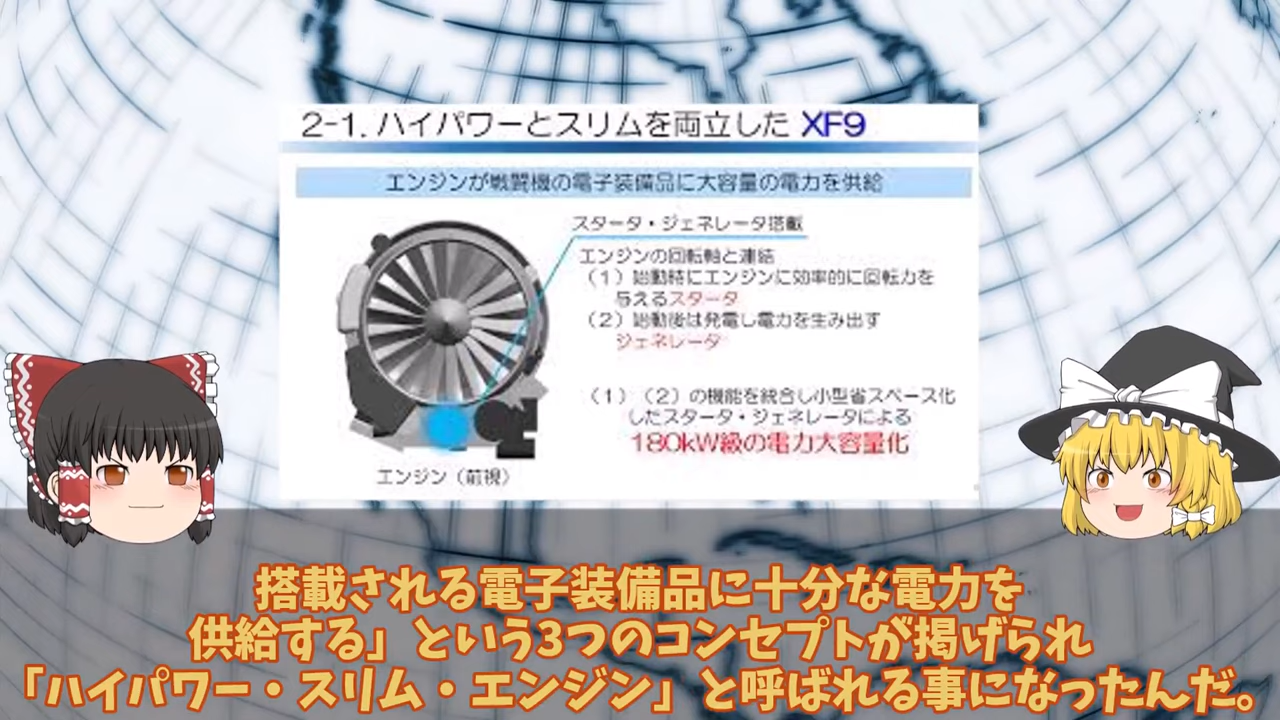 2-1. ハイパワーとスリムを両立した XF9
エンジンが戦闘機の電子装備品に大容量の電力を供給
スタータ・ジェネレータ搭載
エンジンの回転軸と連結
（1）始動時にエンジンに効率的に回転力を
与えるスタータ
（2）始動後は発電し電力を生み出す
ジェネレータ
（1）（2）の機能を統合し小型省スペース化
したスタータ・ジェネレータによる
180kW級の電力大容量化
エンジン（前視）
搭載される電子装備品に十分な電力を
供給する」という3つのコンセプトが掲げられ
「ハイパワー・スリム・エンジン」と呼ばれる事になったんだ。